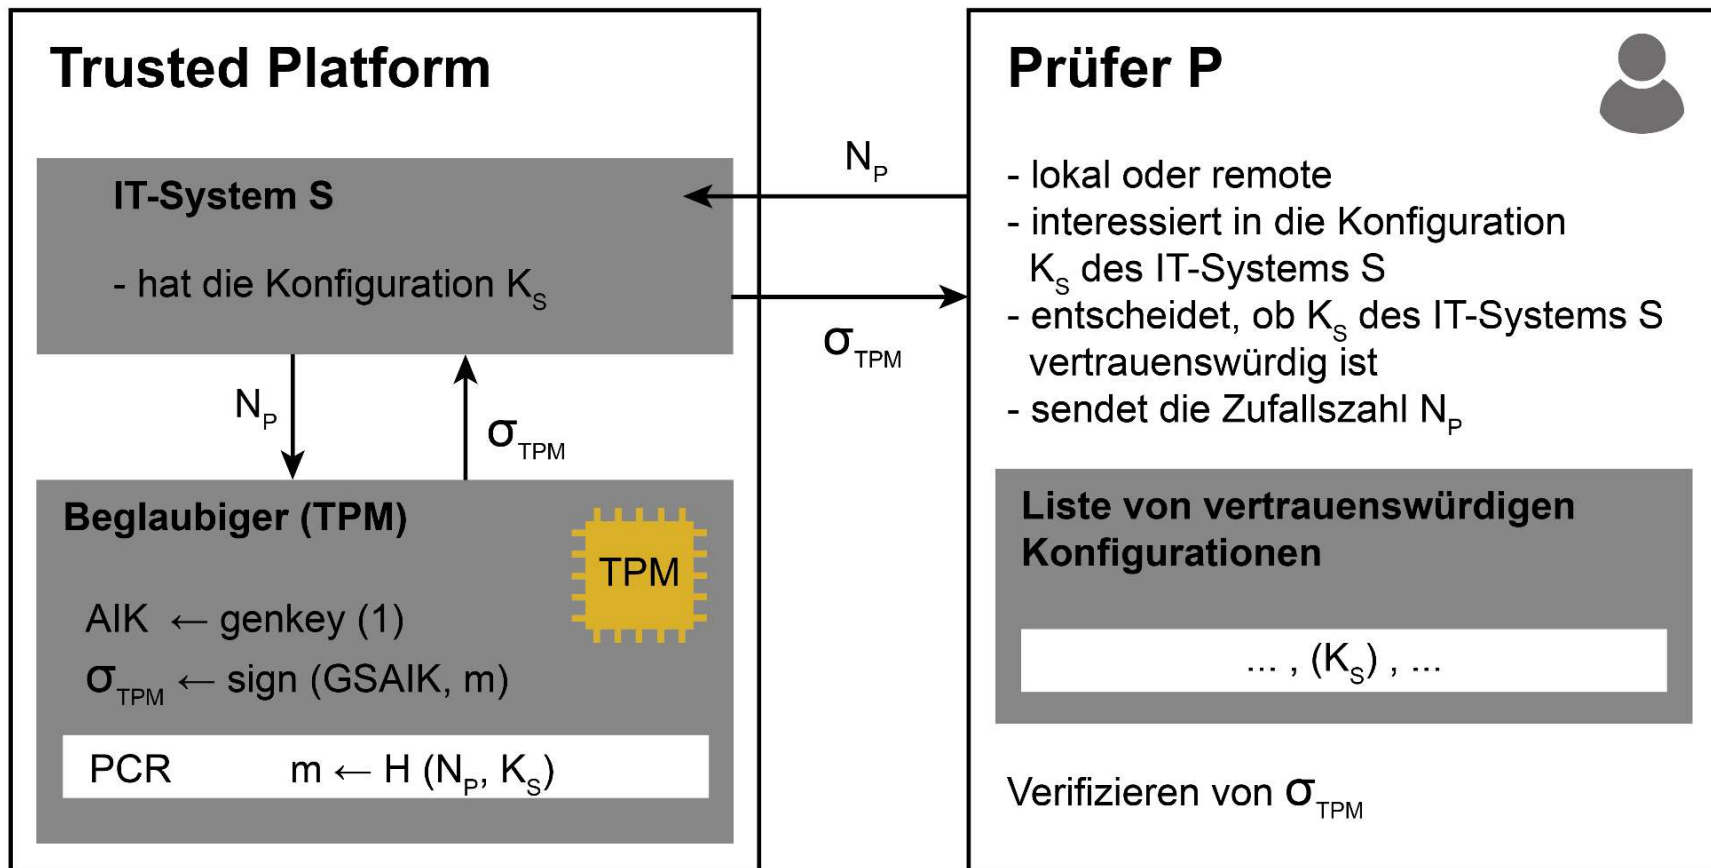 Trusted Platform
IT-System S
- hat die Konfiguration K_S
N_P
σ_TPM
Beglaubiger (TPM)
TPM
AIK ← genkey (1)
σ_TPM ← sign (GSAIK, m)
PCR m ← H (N_P, K_S)
N_P
σ_TPM
Prüfer P
- lokal oder remote
- interessiert in die Konfiguration
K_S des IT-Systems S
- entscheidet, ob K_S des IT-Systems S
vertrauenswürdig ist
- sendet die Zufallszahl N_P
Liste von vertrauenswürdigen
Konfigurationen
... , (K_S) , ...
Verifizieren von σ_TPM